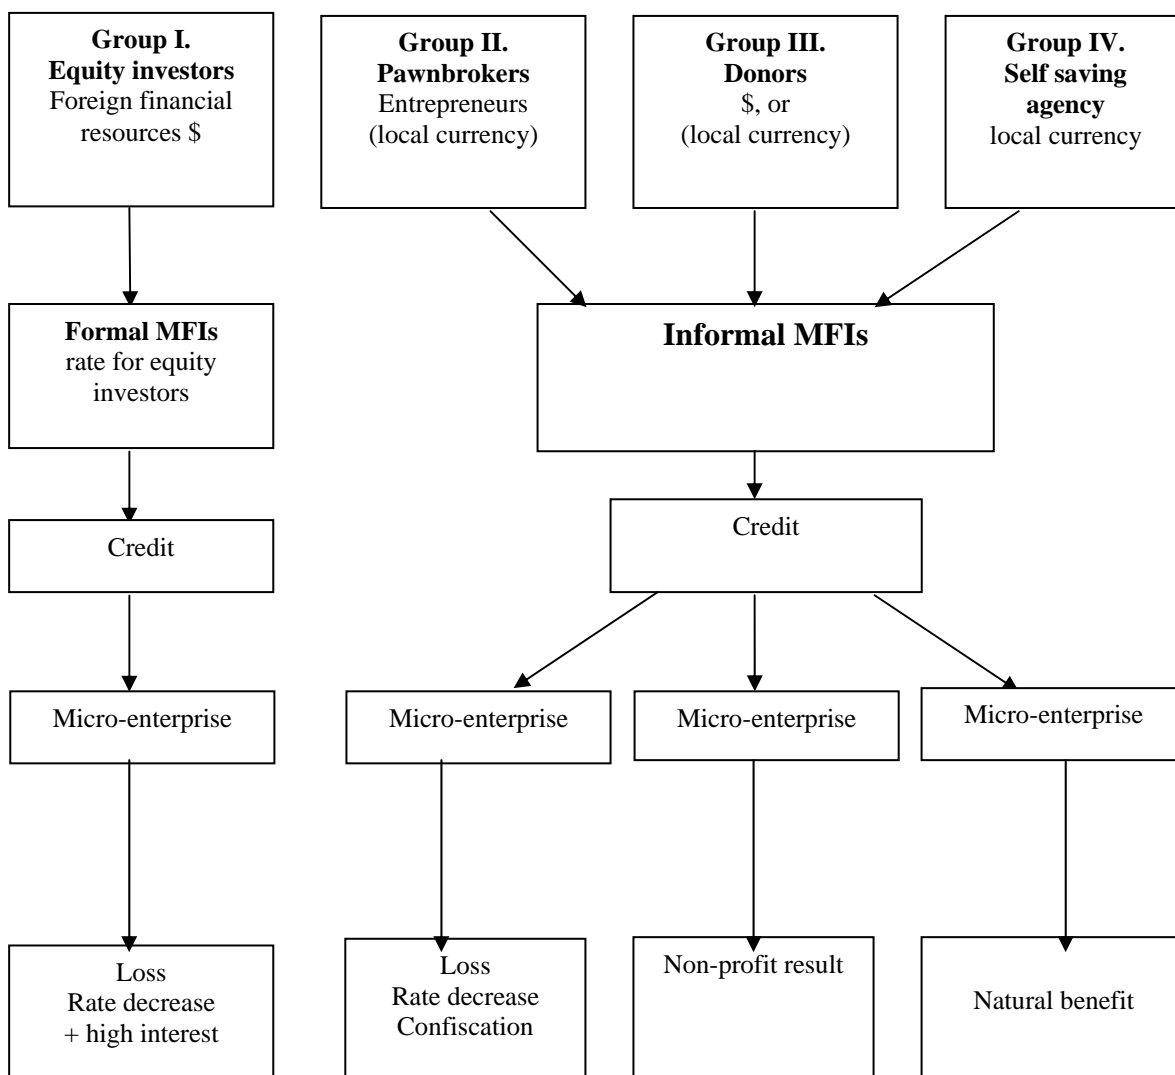 Group I.
Equity investors
Foreign financial
resources $
Group II.
Pawnbrokers
Entrepreneurs
(local currency)
Group III.
Donors
$, or
(local currency)
Group IV.
Self saving
agency
local currency
Formal MFIs
rate for equity
investors
Informal MFIs
Credit
Credit
Micro-enterprise
Micro-enterprise
Micro-enterprise
Micro-enterprise
Loss
Rate decrease
+ high interest
Loss
Rate decrease
Confiscation
Non-profit result
Natural benefit